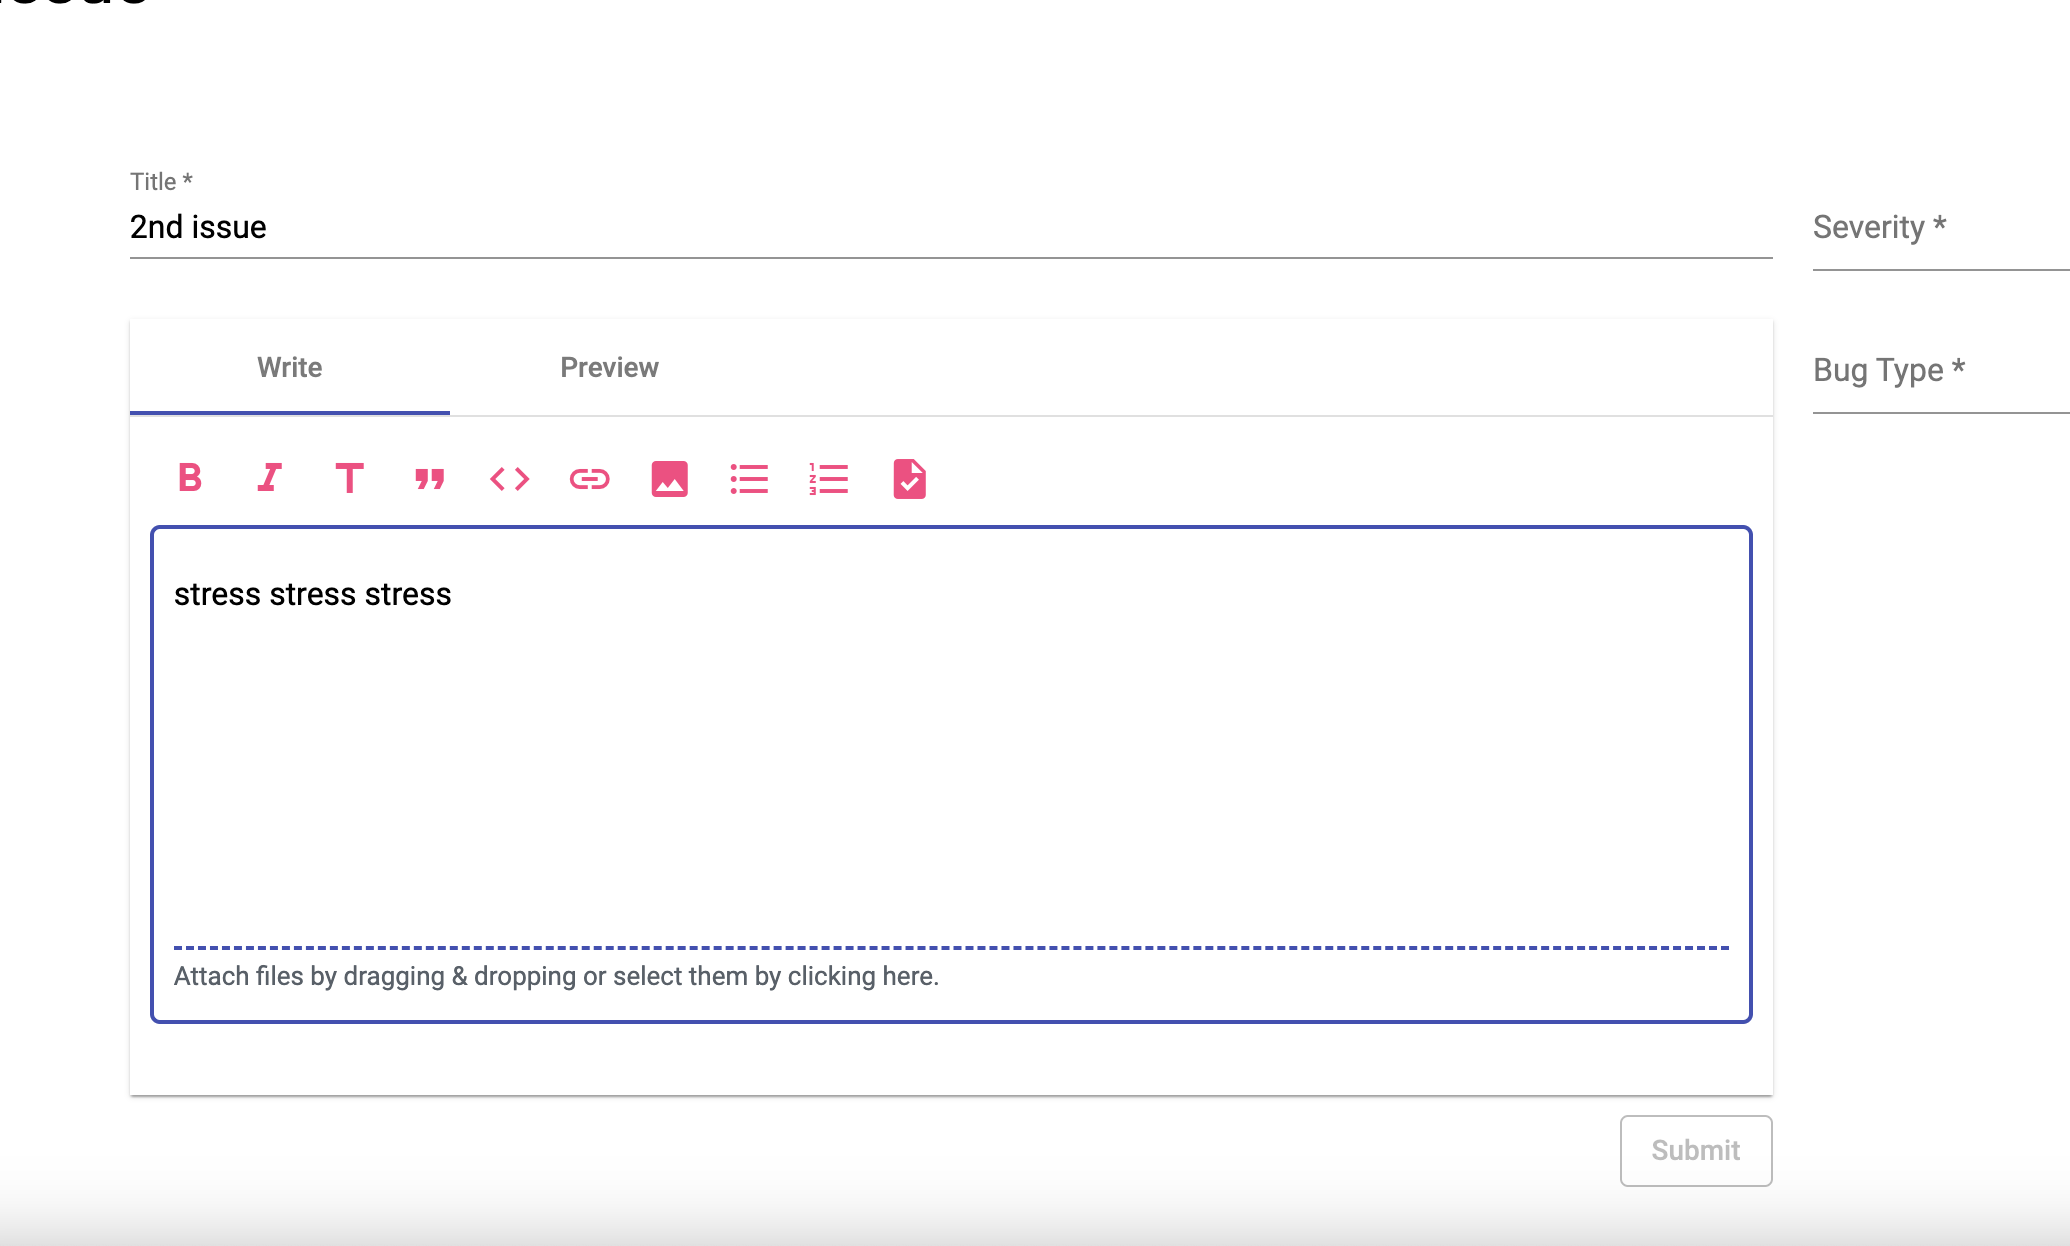 Title *
2nd issue
Severity *
Write
Preview
Bug Type *
stress stress stress
Attach files by dragging & dropping or select them by clicking here.
Submit